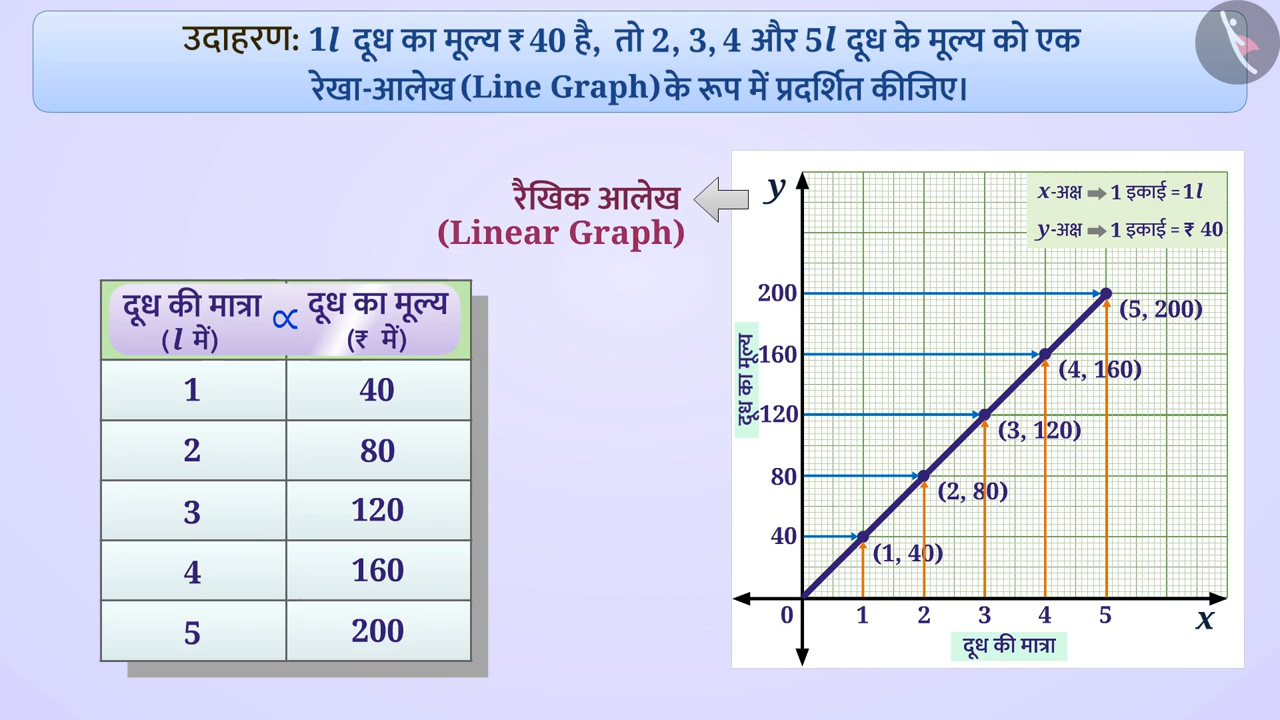 उदाहरण: 1l दूध का मूल्य ₹ 40 है, तो 2, 3, 4 और 5l दूध के मूल्य को एक
रेखा-आलेख (Line Graph) के रूप में प्रदर्शित कीजिए।
रैखिक आलेख
(Linear Graph)
दूध की मात्रा ∝ दूध का मूल्य
(l में) (₹ में)
1 40
2 80
3 120
4 160
5 200
y
x-अक्ष ➡ 1 इकाई = 1l
y-अक्ष ➡ 1 इकाई = ₹ 40
200
(5, 200)
160
(4, 160)
दूध का मूल्य
120
(3, 120)
80
(2, 80)
40
(1, 40)
0 1 2 3 4 5 x
दूध की मात्रा